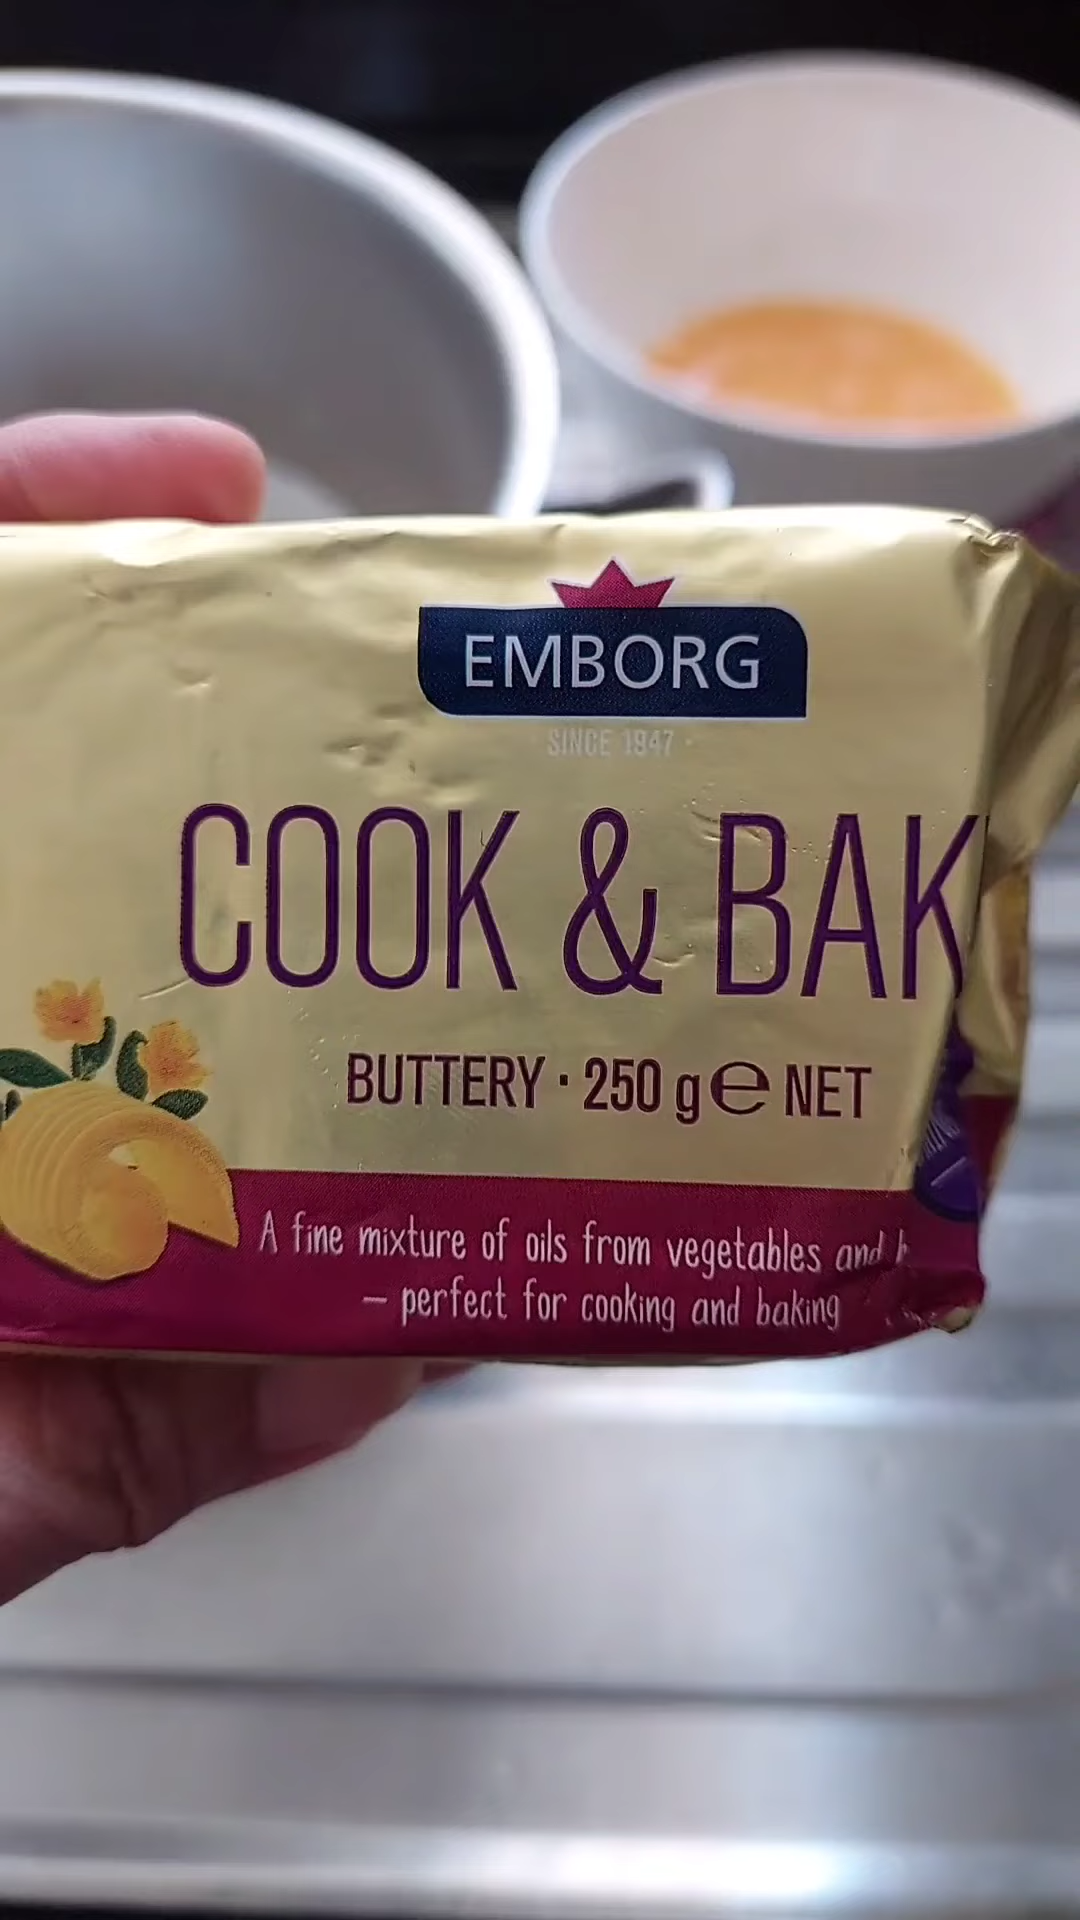 EMBORG
SINCE 1947
COOK & BAK
BUTTERY · 250 g e NET
A fine mixture of oils from vegetables and
– perfect for cooking and baking